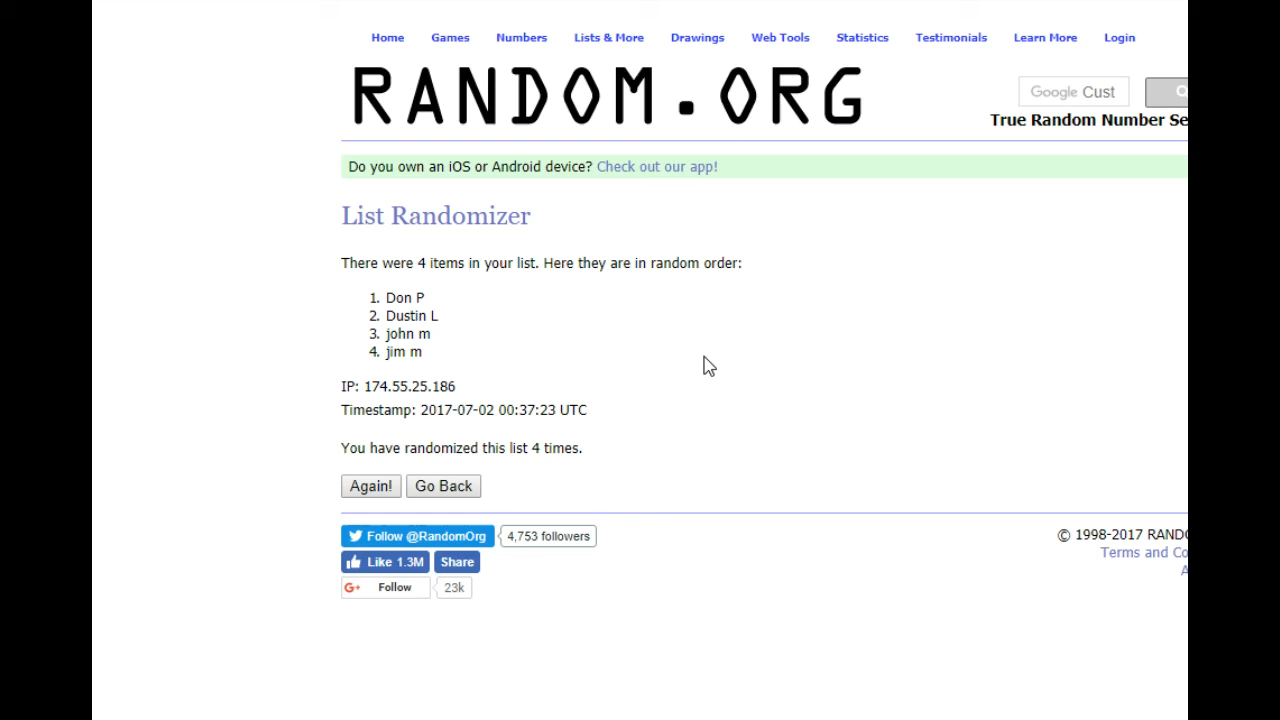 Home Games Numbers Lists & More Drawings Web Tools Statistics Testimonials Learn More Login
RANDOM.ORG
Google Cust
True Random Number Se
Do you own an iOS or Android device? Check out our app!
List Randomizer
There were 4 items in your list. Here they are in random order:
1. Don P
2. Dustin L
3. john m
4. jim m
IP: 174.55.25.186
Timestamp: 2017-07-02 00:37:23 UTC
You have randomized this list 4 times.
Again! Go Back
Follow @RandomOrg 4,753 followers
© 1998-2017 RAND
Like 1.3M Share
Terms and Co
G+ Follow 23k